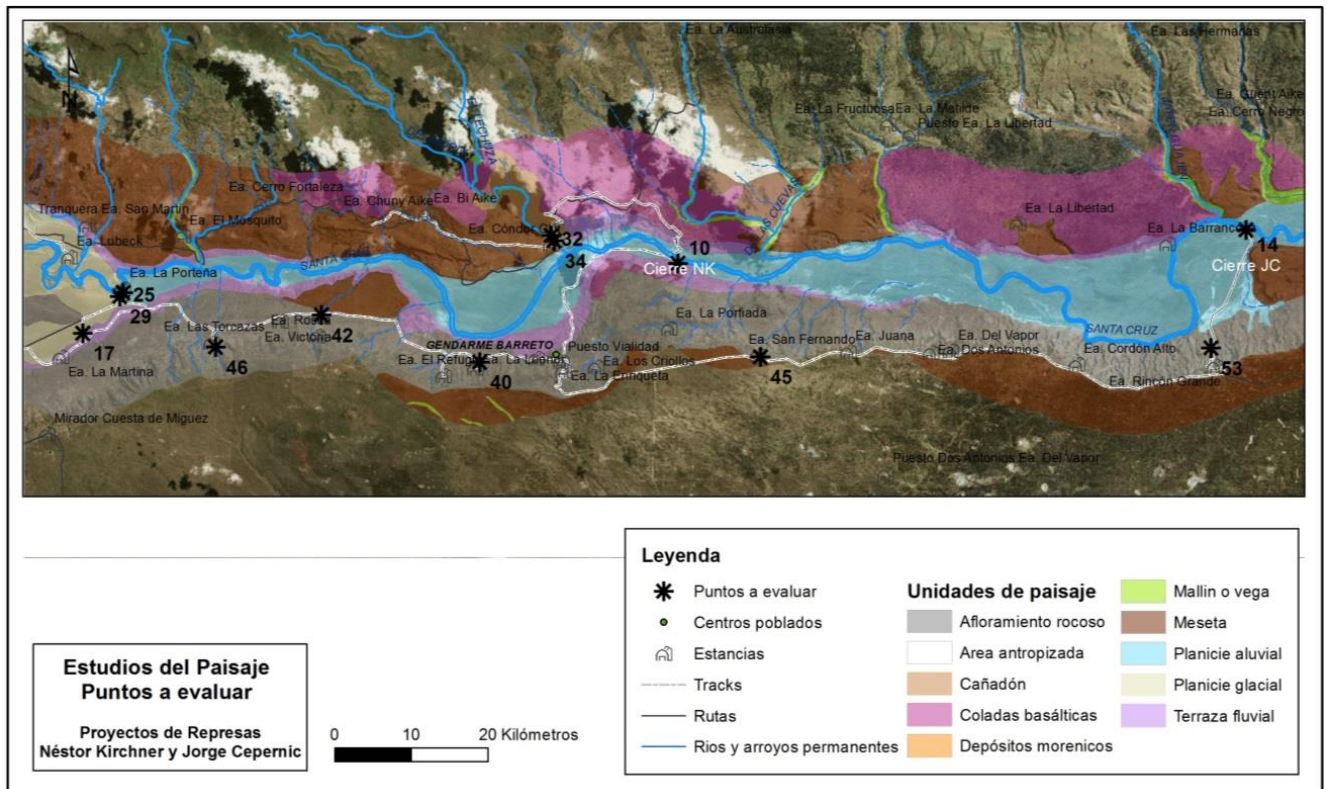 Ea. La Australasia
Ea. Las Hermanas
Ea. La Fructuosa
Ea. La Matilde
Puesto Ea. La Libertad
Ea. Güent Aike
Ea. Cerro Negro
N
Ea. Cerro Fortaleza
Ea. Chuny Aike
Ea. Bi Aike
Tranquera Ea. San Martín
Ea. El Mosquito
Ea. Lubeck
Ea. Cóndor Cliff
32
34
10
Cierre NK
Ea. La Libertad
Ea. La Barrancosa
14
Cierre JC
Ea. La Porteña
SANTA CRUZ
25
29
17
Ea. Las Torcazas
Ea. Victoria
42
46
Ea. La Martina
GENDARME BARRETO
Puesto Vialidad
Ea. El Refugio
Ea. La Leonor
40
Ea. Los Criollos
Ea. La Enriqueta
Ea. La Porfiada
Ea. San Fernando
45
Ea. Juana
Ea. Del Vapor
Ea. Dos Antonios
SANTA CRUZ
Ea. Cordón Alto
53
Ea. Rincón Grande
Mirador Cuesta de Miguez
Puesto Dos Antonios Ea. Del Vapor
Leyenda
Puntos a evaluar
Centros poblados
Estancias
Tracks
Rutas
Rios y arroyos permanentes
Unidades de paisaje
Afloramiento rocoso
Area antropizada
Cañadón
Coladas basálticas
Depósitos morenicos
Mallin o vega
Meseta
Planicie aluvial
Planicie glacial
Terraza fluvial
Estudios del Paisaje
Puntos a evaluar
Proyectos de Represas
Néstor Kirchner y Jorge Cepernic
0 10 20 Kilómetros